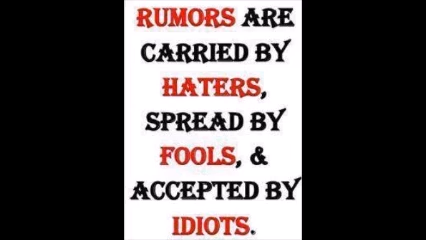 RUMORS ARE
CARRIED BY
HATERS,
SPREAD BY
FOOLS, &
ACCEPTED BY
IDIOTS.